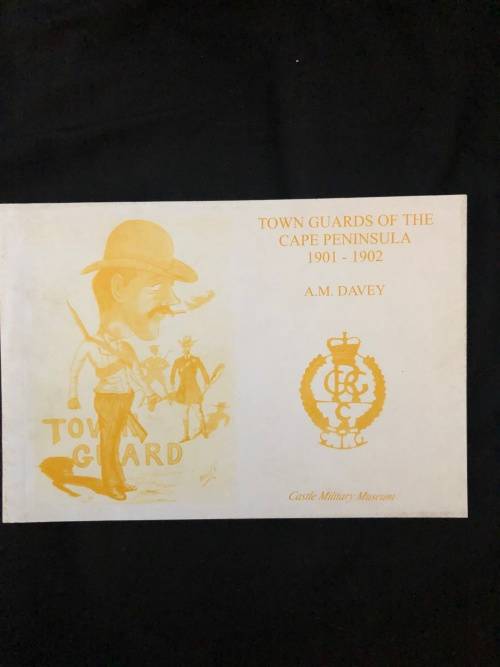 TOWN GUARDS OF THE
CAPE PENINSULA
1901 - 1902
A.M. DAVEY
TOWN
GUARD
Castle Military Museum